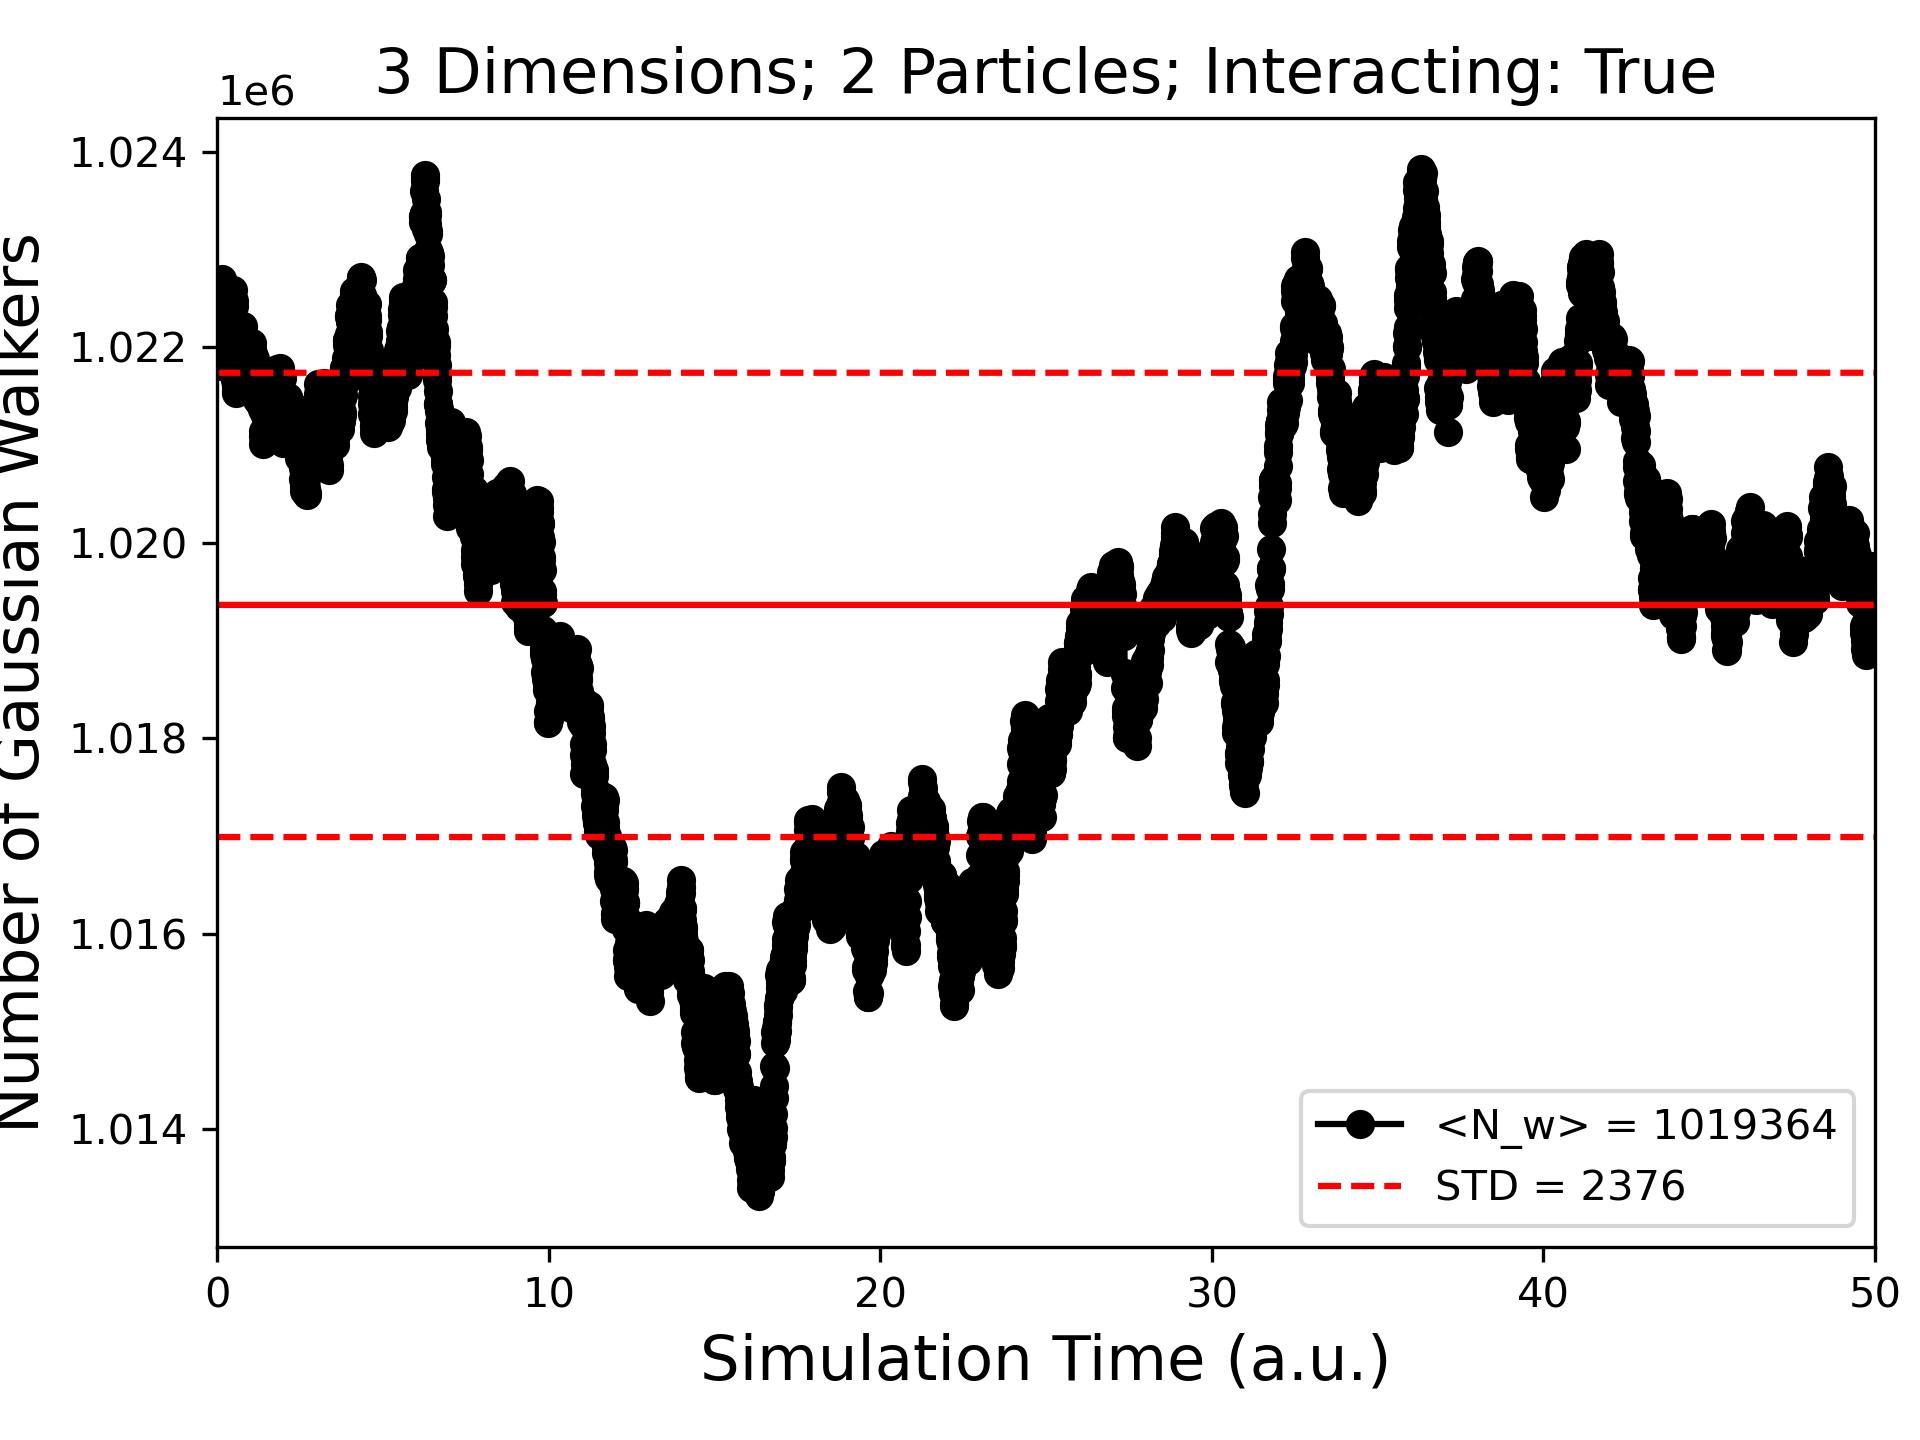 3 Dimensions; 2 Particles; Interacting: True
1e6
1.024
1.022
1.020
1.018
1.016
1.014
Number of Gaussian Walkers
<N_w> = 1019364
STD = 2376
0 10 20 30 40 50
Simulation Time (a.u.)